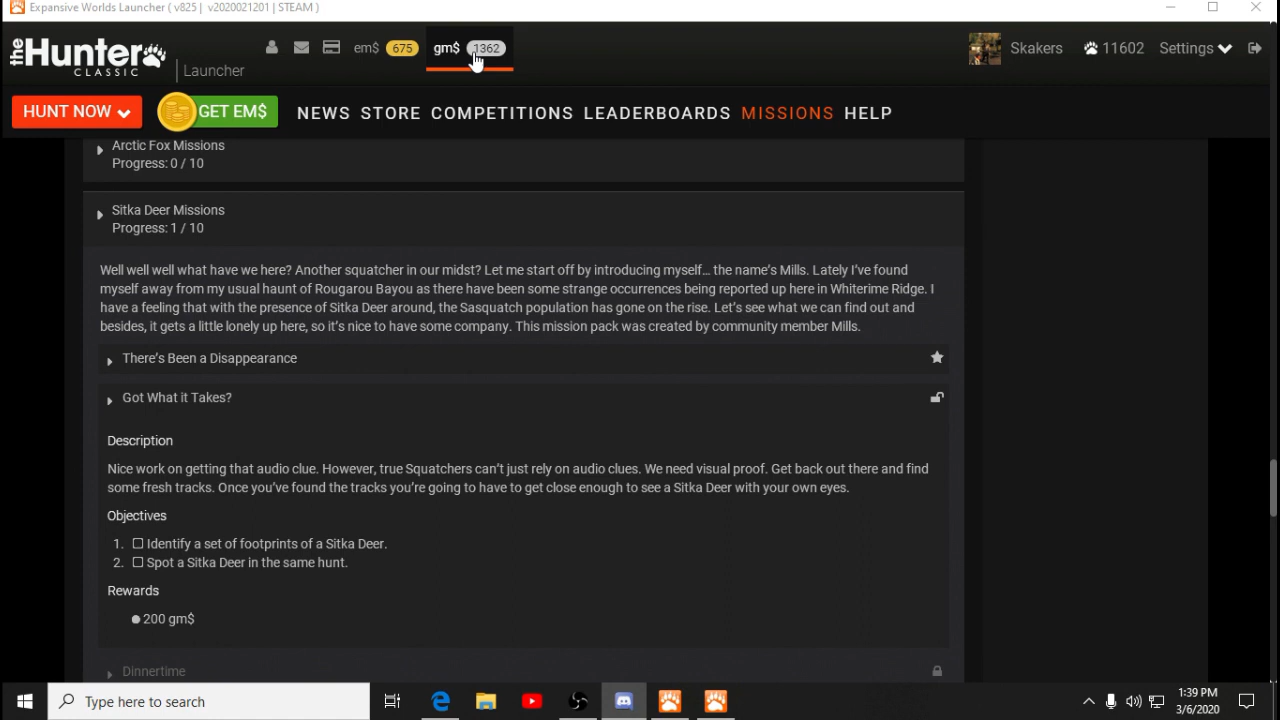 Expansive Worlds Launcher ( v825 | v2020021201 | STEAM )
theHunter CLASSIC
Launcher
em$ 675
gm$ 1362
Skakers
11602
Settings
HUNT NOW
GET EM$
NEWS STORE COMPETITIONS LEADERBOARDS MISSIONS HELP
Arctic Fox Missions
Progress: 0 / 10
Sitka Deer Missions
Progress: 1 / 10
Well well well what have we here? Another squatcher in our midst? Let me start off by introducing myself… the name's Mills. Lately I've found
myself away from my usual haunt of Rougarou Bayou as there have been some strange occurrences being reported up here in Whiterime Ridge. I
have a feeling that with the presence of Sitka Deer around, the Sasquatch population has gone on the rise. Let's see what we can find out and
besides, it gets a little lonely up here, so it's nice to have some company. This mission pack was created by community member Mills.
There's Been a Disappearance
Got What it Takes?
Description
Nice work on getting that audio clue. However, true Squatchers can't just rely on audio clues. We need visual proof. Get back out there and find
some fresh tracks. Once you've found the tracks you're going to have to get close enough to see a Sitka Deer with your own eyes.
Objectives
1. Identify a set of footprints of a Sitka Deer.
2. Spot a Sitka Deer in the same hunt.
Rewards
200 gm$
Dinnertime
Type here to search
1:39 PM
3/6/2020